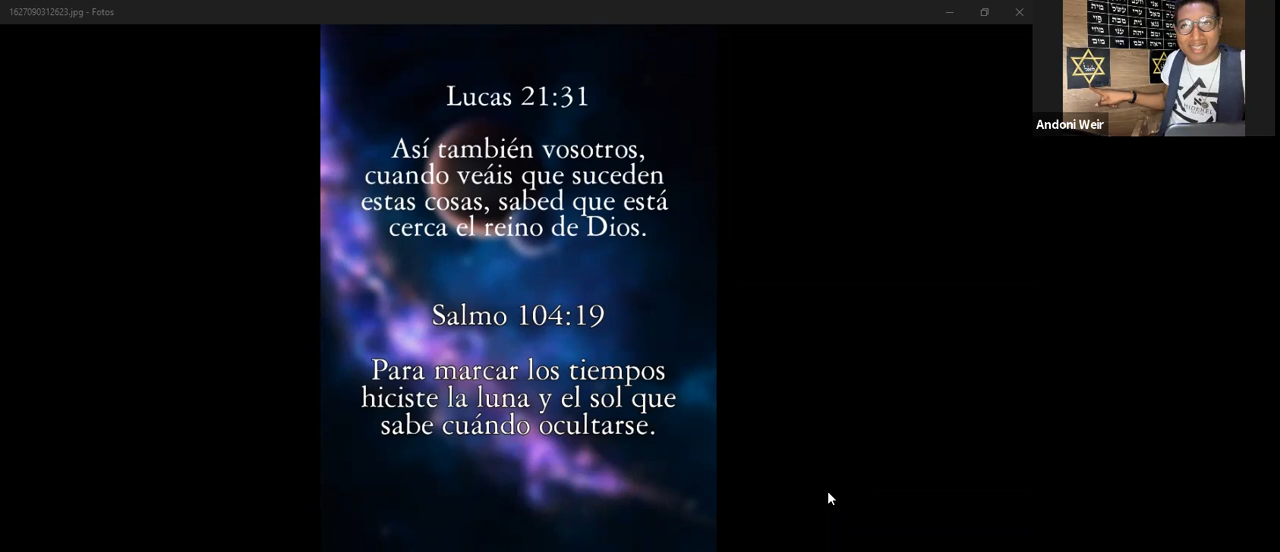 1627090312623.jpg - Fotos
Lucas 21:31
Así también vosotros,
cuando veáis que suceden
estas cosas, sabed que está
cerca el reino de Dios.
Salmo 104:19
Para marcar los tiempos
hiciste la luna y el sol que
sabe cuándo ocultarse.
Andoni Weir